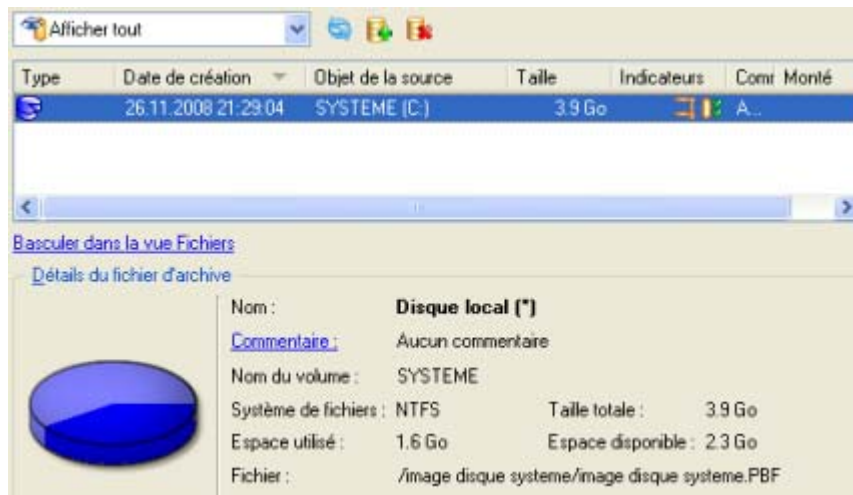 Afficher tout
Type Date de création Objet de la source Taille Indicateurs Comr Monté
26.11.2008 21:29:04 SYSTEME (C:) 3.9 Go A...
Basculer dans la vue Fichiers
Détails du fichier d'archive
Nom : Disque local (*)
Commentaire : Aucun commentaire
Nom du volume : SYSTEME
Système de fichiers : NTFS Taille totale : 3.9 Go
Espace utilisé : 1.6 Go Espace disponible : 2.3 Go
Fichier : /image disque systeme/image disque systeme.PBF